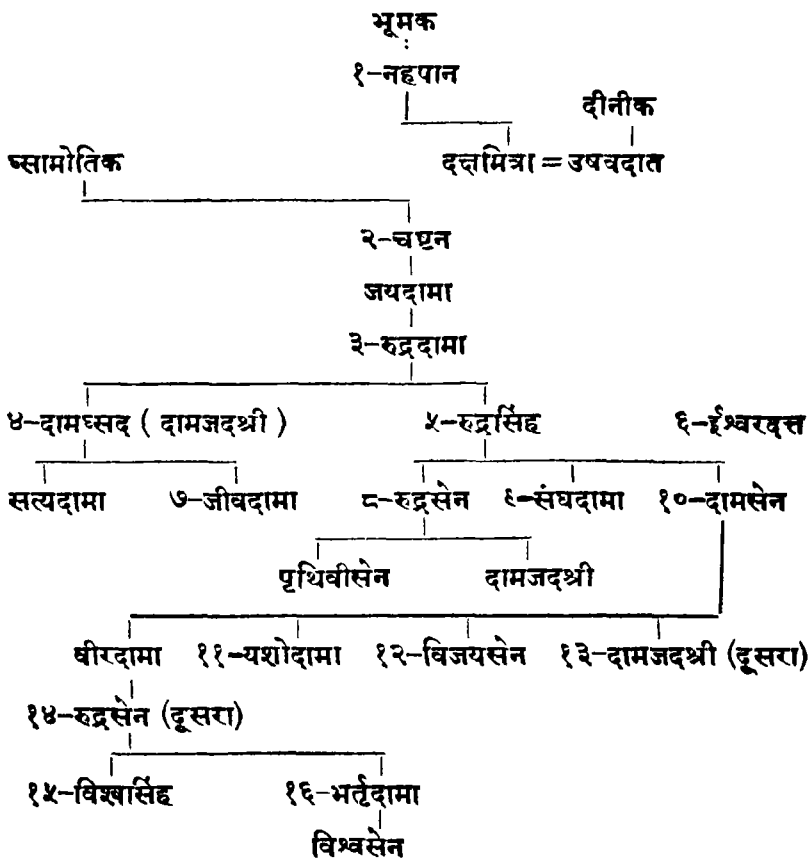 भूमक
१-नहपान
दीनीक
घ्सामोतिक दक्षमित्रा = उषवदात
२-चष्टन
जयदामा
३-रुद्रदामा
४-दामघ्सद ( दामजदश्री ) ५-रुद्रसिंह ६-ईश्वरदत्त
सत्यदामा ७-जीवदामा ८-रुद्रसेन ९-संघदामा १०-दामसेन
पृथिवीसेन दामजदश्री
वीरदामा ११-यशोदामा १२-विजयसेन १३-दामजदश्री (दूसरा)
१४-रुद्रसेन (दूसरा)
१५-विश्वसिंह १६-भर्तृदामा
विश्वसेन